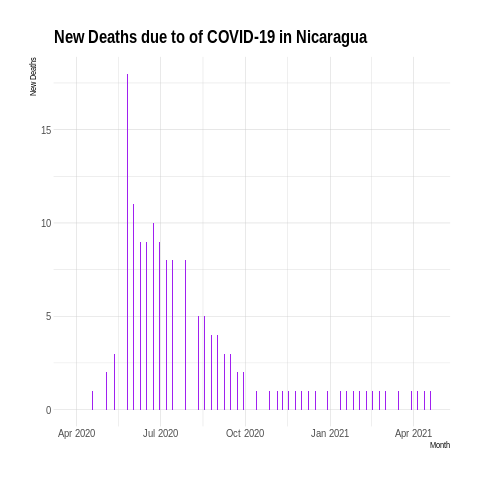 New Deaths due to of COVID-19 in Nicaragua
New Deaths
15
10
5
0
Apr 2020 Jul 2020 Oct 2020 Jan 2021 Apr 2021
Month